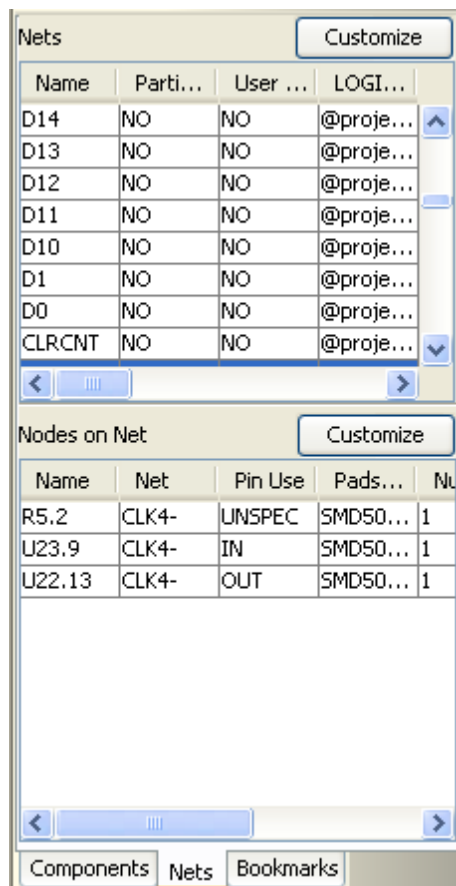 Nets Customize
Name Parti... User ... LOGI...
D14 NO NO @proje...
D13 NO NO @proje...
D12 NO NO @proje...
D11 NO NO @proje...
D10 NO NO @proje...
D1 NO NO @proje...
D0 NO NO @proje...
CLRCNT NO NO @proje...
Nodes on Net Customize
Name Net Pin Use Pads... Nu
R5.2 CLK4- UNSPEC SMD50... 1
U23.9 CLK4- IN SMD50... 1
U22.13 CLK4- OUT SMD50... 1
Components Nets Bookmarks